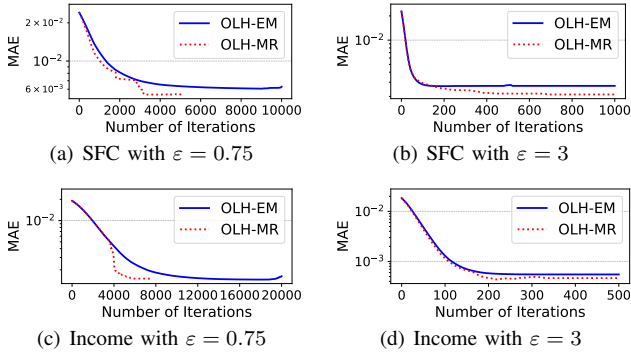 2 × 10⁻²
10⁻²
6 × 10⁻³
MAE
OLH-EM
OLH-MR
0 2000 4000 6000 8000 10000
Number of Iterations
(a) SFC with ε = 0.75
10⁻²
MAE
OLH-EM
OLH-MR
0 200 400 600 800 1000
Number of Iterations
(b) SFC with ε = 3
10⁻²
MAE
OLH-EM
OLH-MR
0 4000 8000 12000 16000 20000
Number of Iterations
(c) Income with ε = 0.75
10⁻²
10⁻³
MAE
OLH-EM
OLH-MR
0 100 200 300 400 500
Number of Iterations
(d) Income with ε = 3